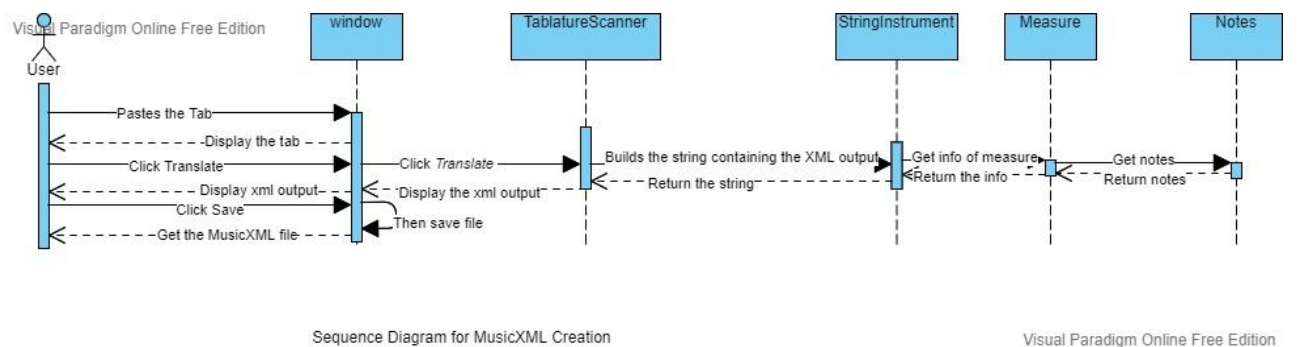 Visual Paradigm Online Free Edition
window
TablatureScanner
StringInstrument
Measure
Notes
User
Pastes the Tab
Display the tab
Click Translate
Click Translate
Builds the string containing the XML output
Get info of measure
Get notes
Display xml output
Display the xml output
Return the string
Return the info
Return notes
Click Save
Then save file
Get the MusicXML file
Sequence Diagram for MusicXML Creation
Visual Paradigm Online Free Edition